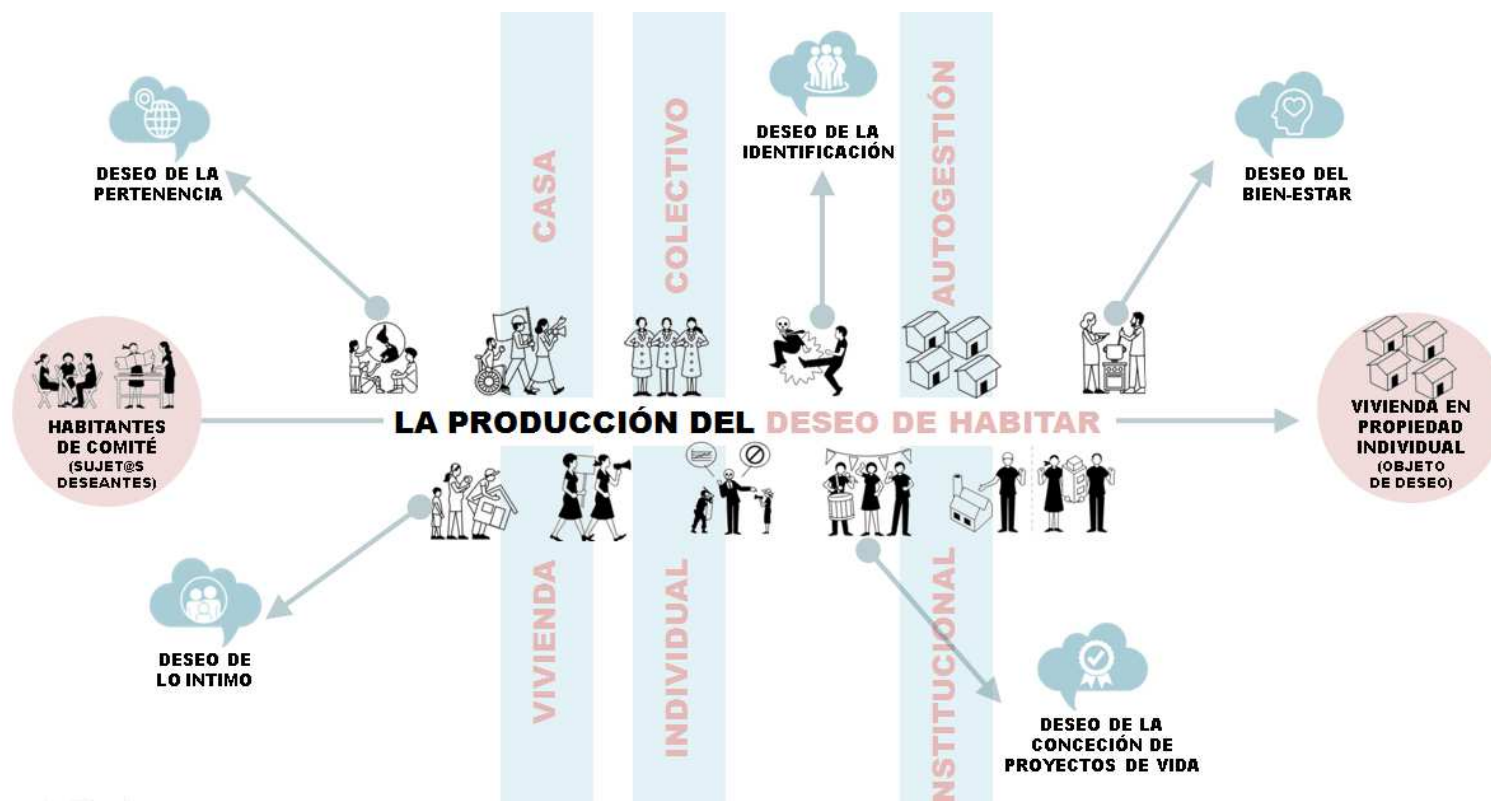 DESEO DE LA
PERTENENCIA
CASA
COLECTIVO
DESEO DE LA
IDENTIFICACIÓN
AUTOGESTIÓN
DESEO DEL
BIEN-ESTAR
HABITANTES
DE COMITÉ
(SUJET@S
DESEANTES)
LA PRODUCCIÓN DEL DESEO DE HABITAR
VIVIENDA EN
PROPIEDAD
INDIVIDUAL
(OBJETO
DE DESEO)
DESEO DE
LO INTIMO
VIVIENDA
INDIVIDUAL
NSTITUCIONAL
DESEO DE LA
CONCECIÓN DE
PROYECTOS DE VIDA